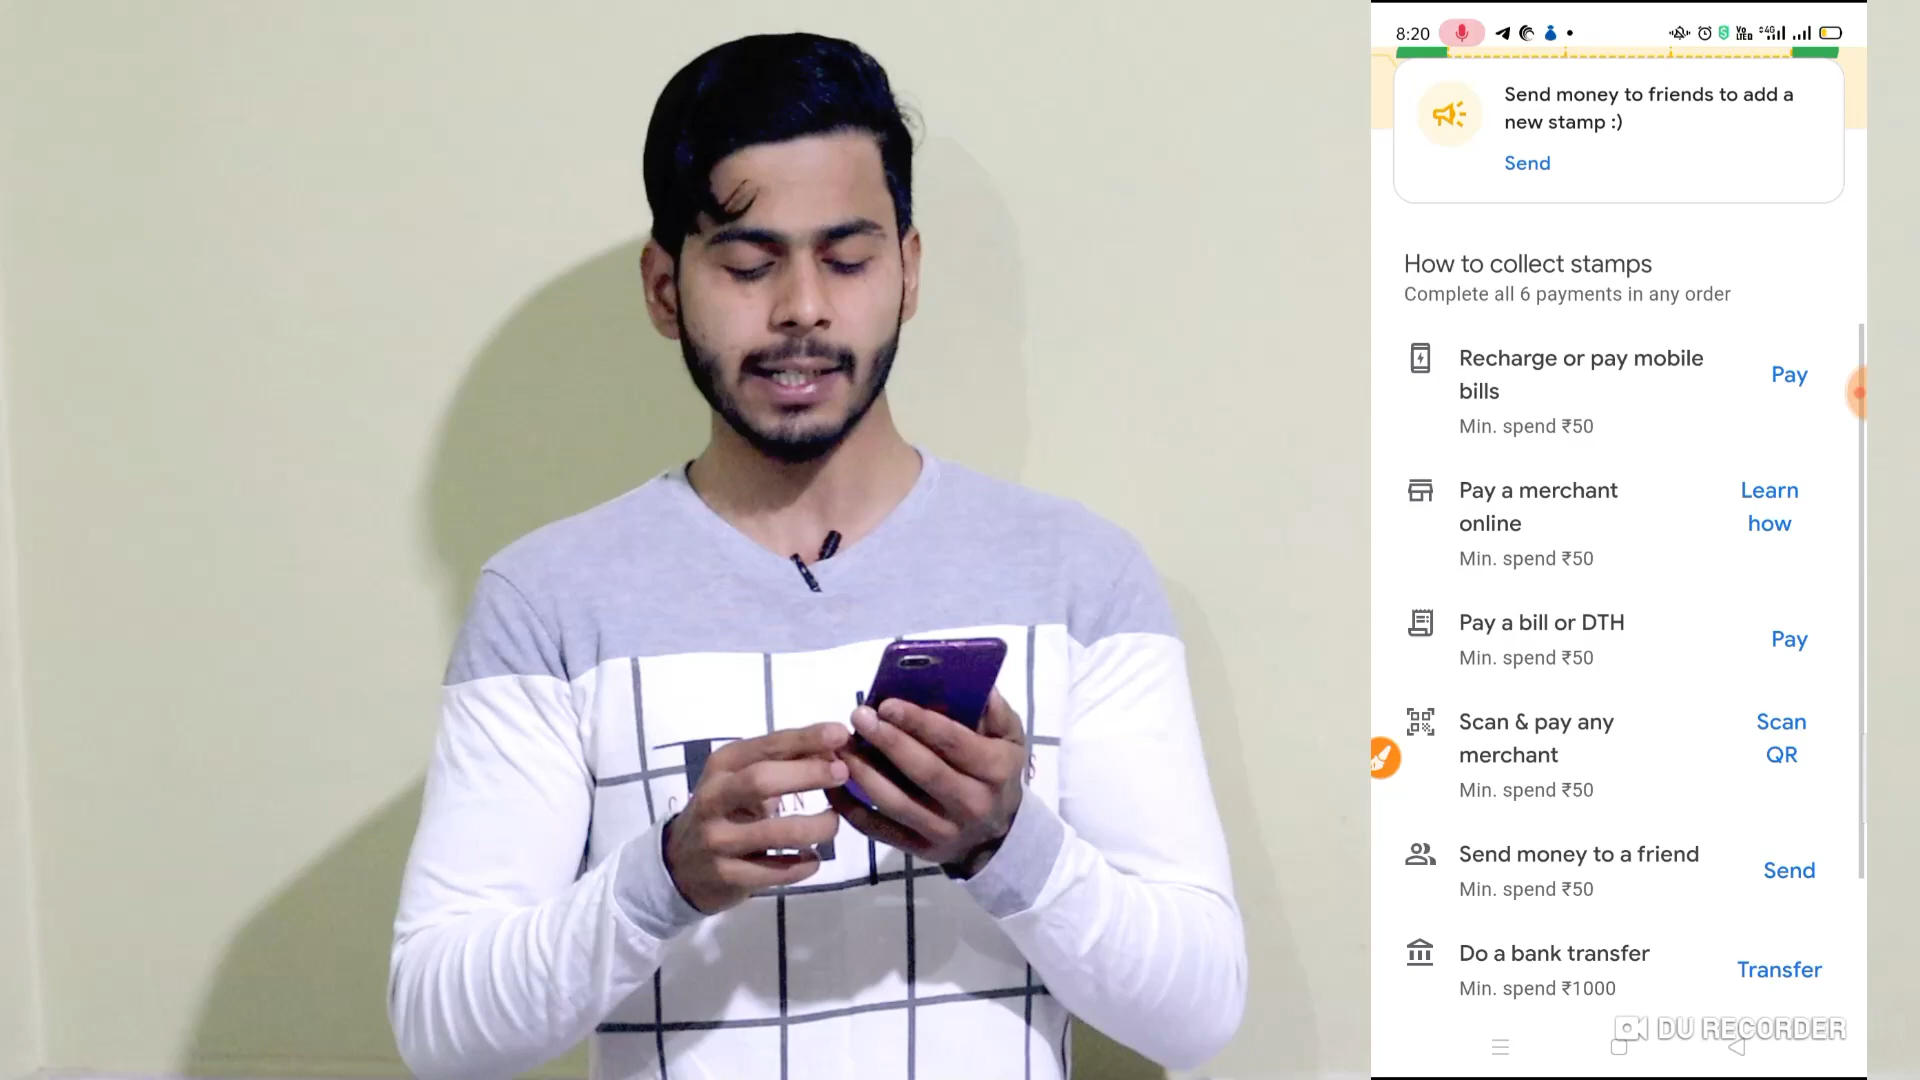 8:20
Send money to friends to add a
new stamp :)
Send
How to collect stamps
Complete all 6 payments in any order
Recharge or pay mobile
bills
Pay
Min. spend ₹50
Pay a merchant
online
Learn
how
Min. spend ₹50
Pay a bill or DTH
Pay
Min. spend ₹50
Scan & pay any
merchant
Scan
QR
Min. spend ₹50
Send money to a friend
Send
Min. spend ₹50
Do a bank transfer
Transfer
Min. spend ₹1000
DU RECORDER